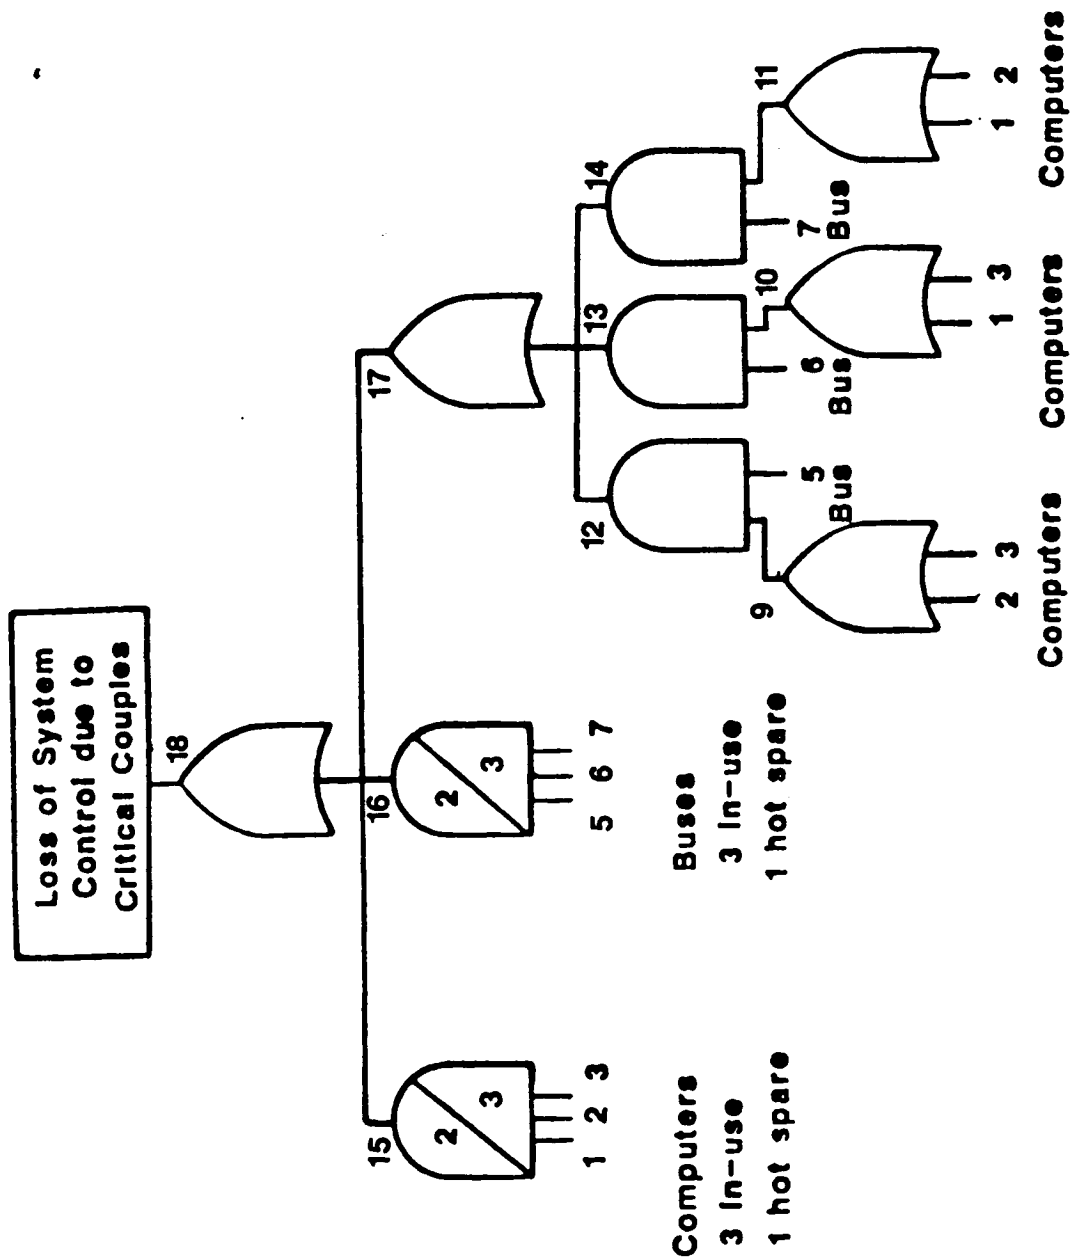 Loss of System
Control due to
Critical Couples
18
15
2
3
1 2 3
Computers
3 in-use
1 hot spare
16
2
3
5 6 7
Buses
3 in-use
1 hot spare
17
12
13
14
9
5
Bus
10
6
Bus
11
7
Bus
2 3
Computers
1 3
Computers
1 2
Computers